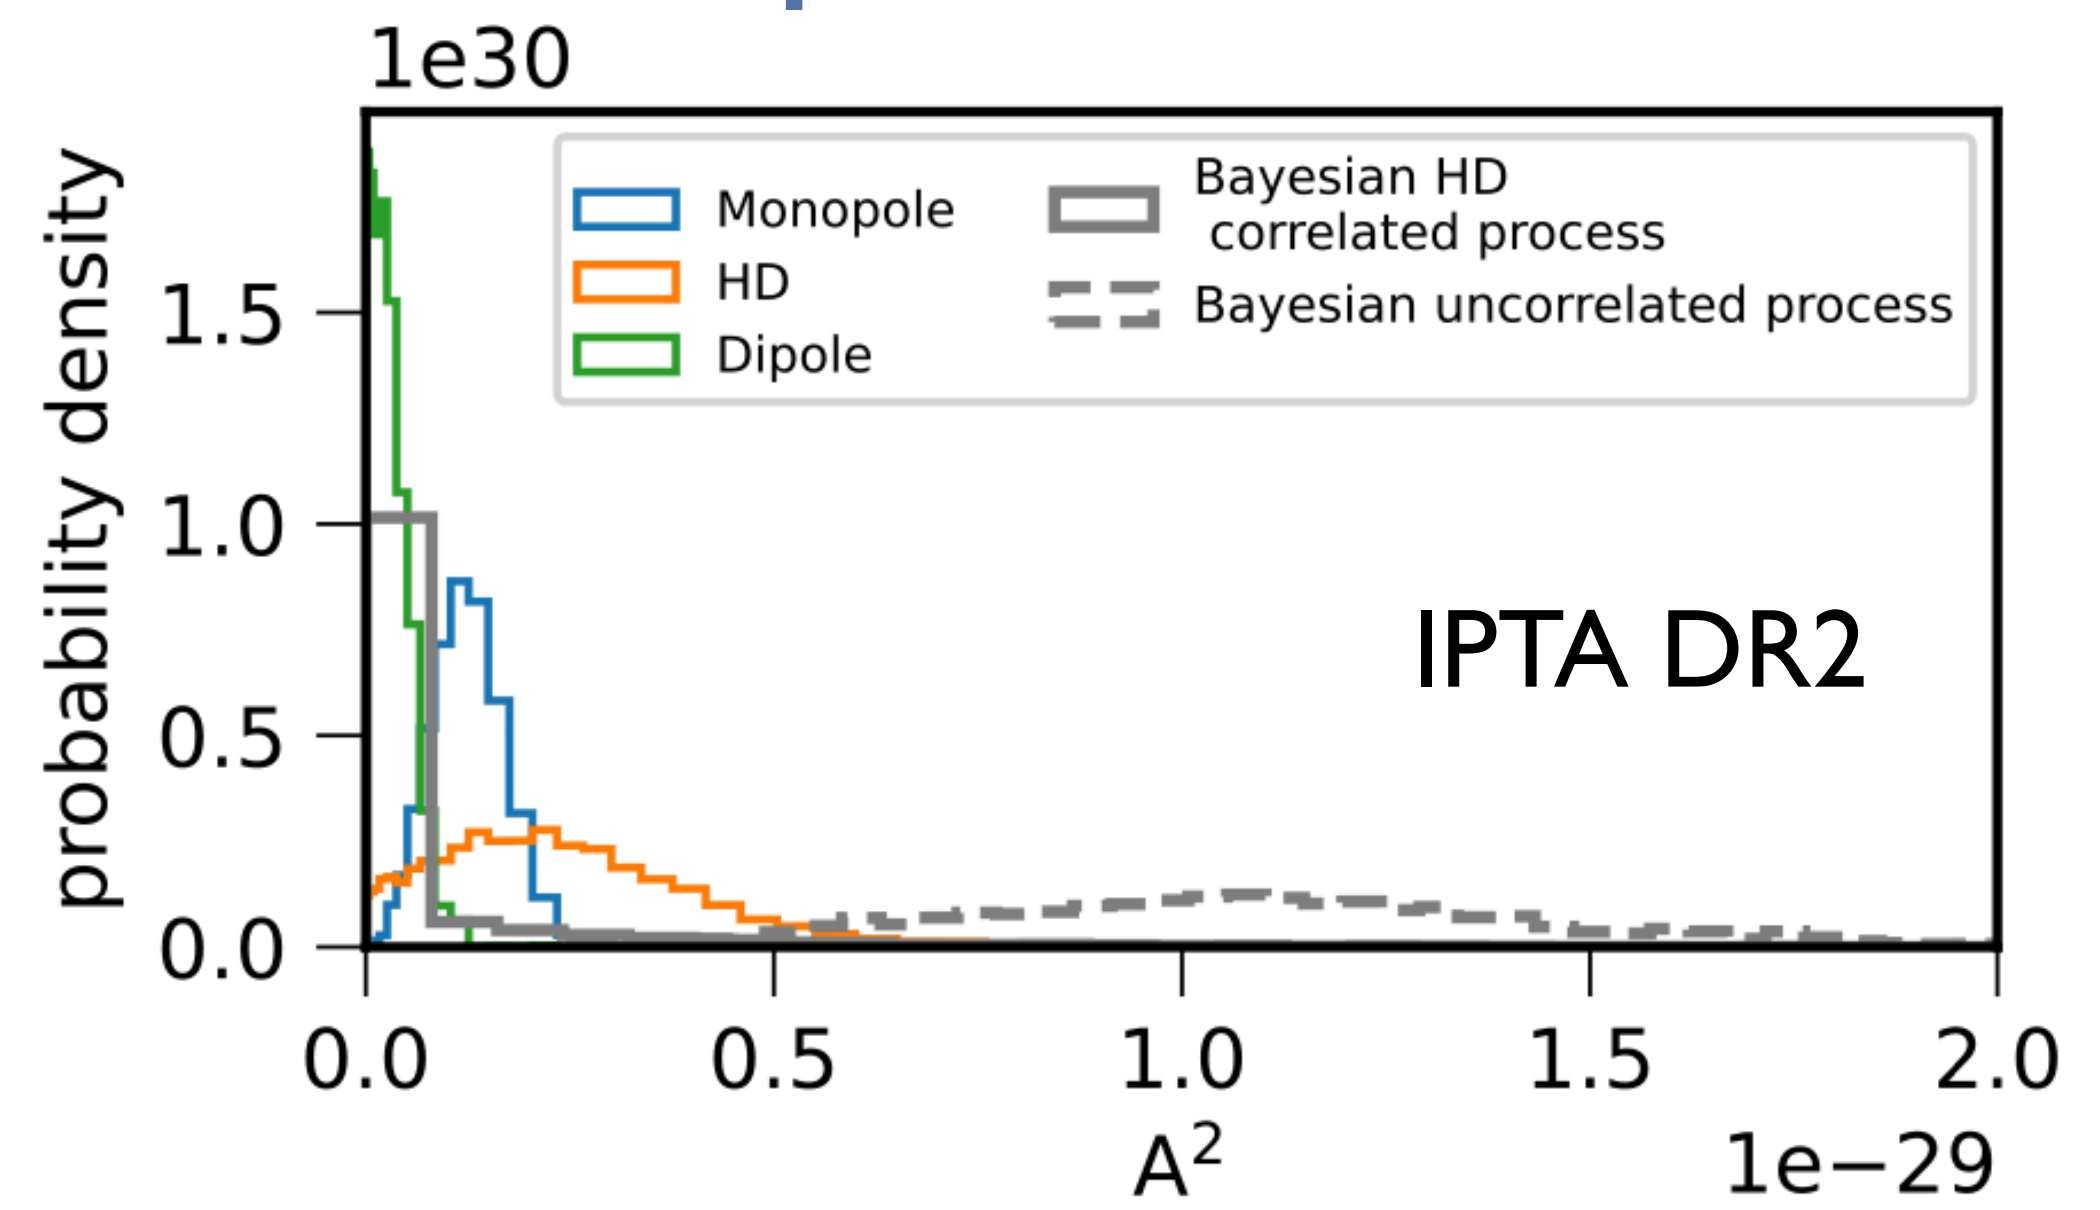 1e30
probability density
1.5
1.0
0.5
0.0
Monopole
HD
Dipole
Bayesian HD
correlated process
Bayesian uncorrelated process
IPTA DR2
0.0 0.5 1.0 1.5 2.0
A²
1e−29